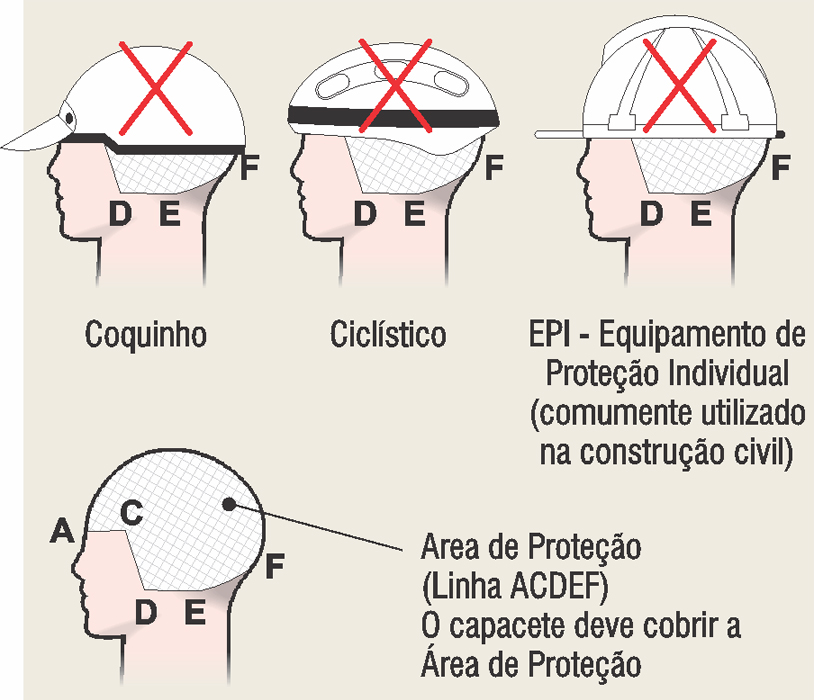 F
F
F
D E
D E
D E
Coquinho
Ciclístico
EPI - Equipamento de
Proteção Individual
(comumente utilizado
na construção civil)
C
A
F
D E
Area de Proteção
(Linha ACDEF)
O capacete deve cobrir a
Área de Proteção